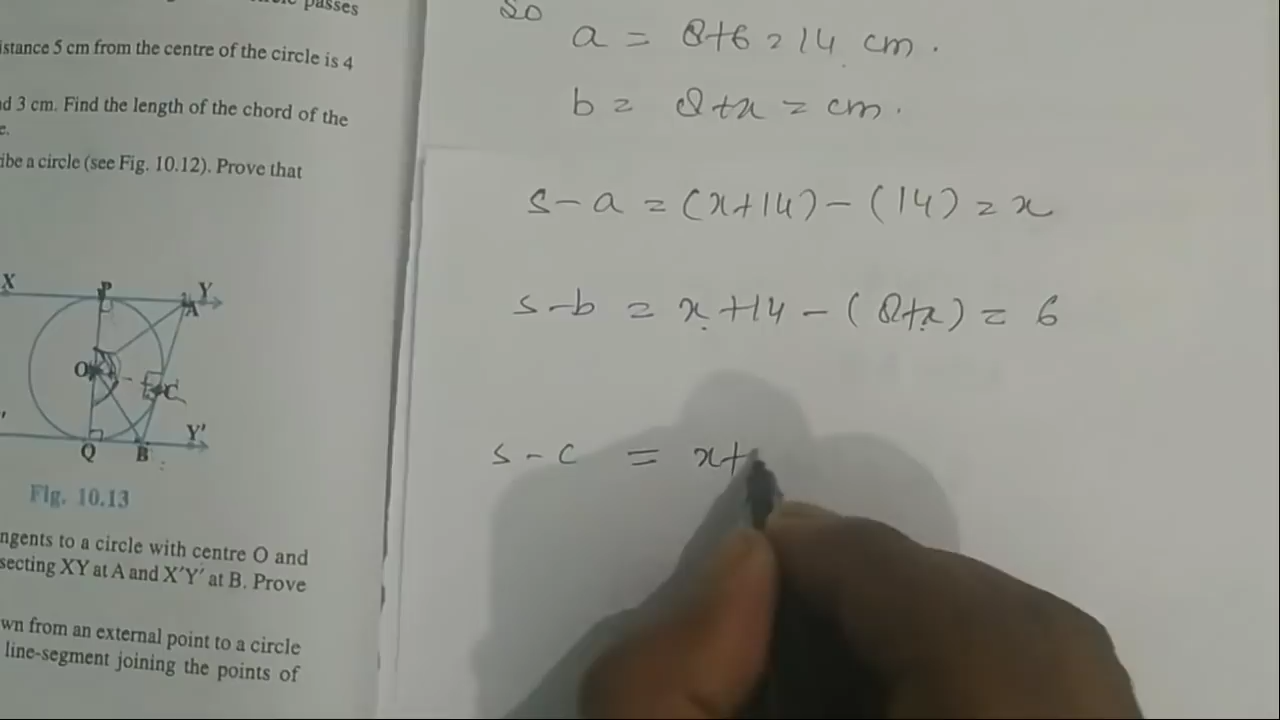 passes
istance 5 cm from the centre of the circle is 4
nd 3 cm. Find the length of the chord of the
e.
ibe a circle (see Fig. 10.12). Prove that
X P Y
A
O C
Q B Y'
Fig. 10.13
ngents to a circle with centre O and
secting XY at A and X'Y' at B. Prove
wn from an external point to a circle
line-segment joining the points of
so
a = 8+6 = 14 cm.
b = 8+x = cm.
s-a = (x+14) - (14) = x
s-b = x+14 - (8+x) = 6
s-c = x+